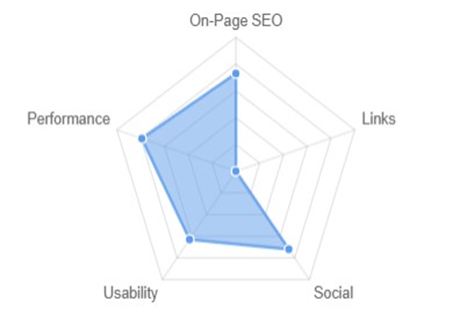 On-Page SEO
Performance
Links
Usability
Social